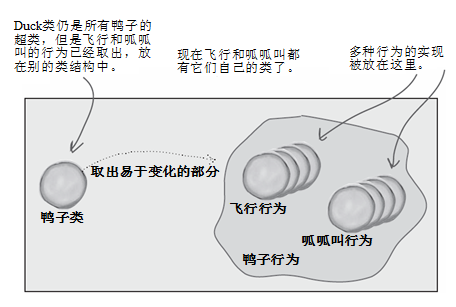 Duck类仍是所有鸭子的
超类，但是飞行和呱呱
叫的行为已经取出，放
在别的类结构中。
现在飞行和呱呱叫都
有它们自己的类了。
多种行为的实现
被放在这里。
取出易于变化的部分
鸭子类
飞行行为
呱呱叫行为
鸭子行为